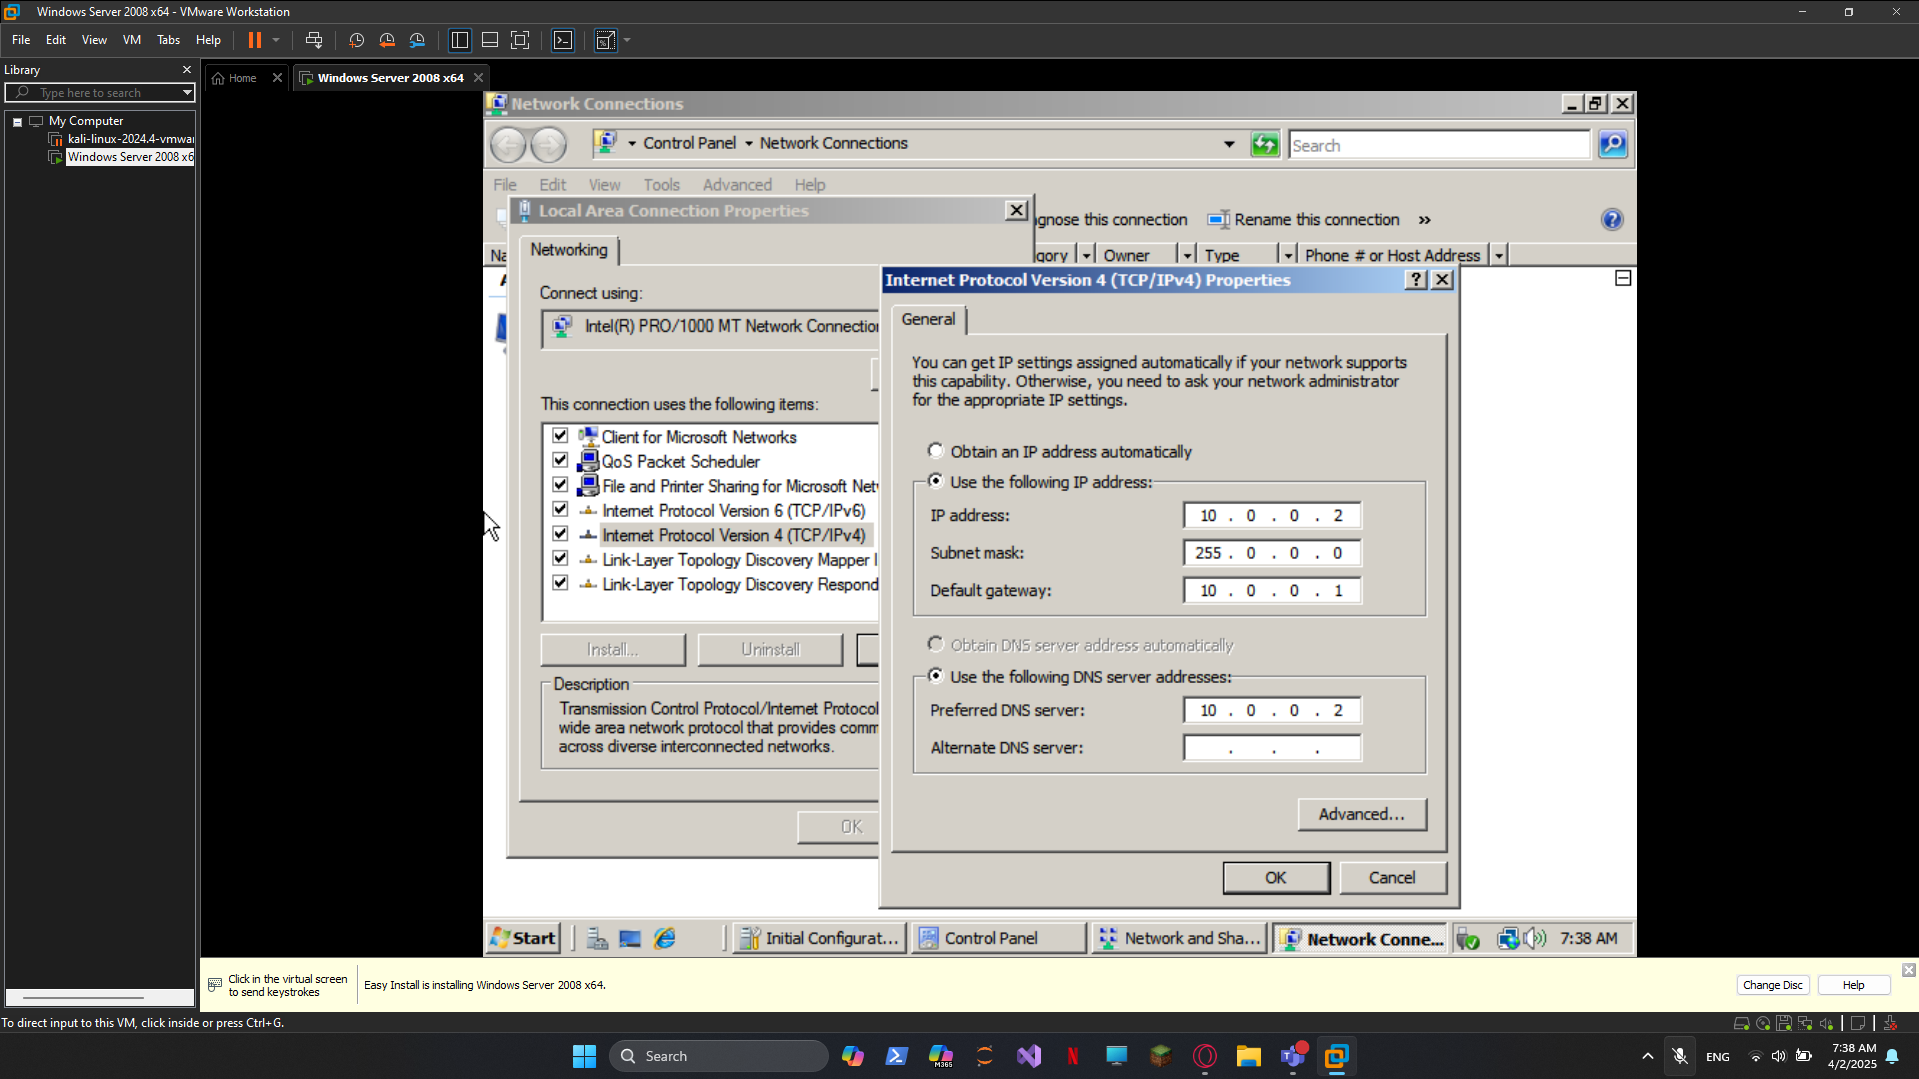 Windows Server 2008 x64 - VMware Workstation
File Edit View VM Tabs Help
Library
Type here to search
My Computer
kali-linux-2024.4-vmwar
Windows Server 2008 x6
Home
Windows Server 2008 x64
Network Connections
Control Panel Network Connections
Search
File Edit View Tools Advanced Help
gnose this connection Rename this connection »
Local Area Connection Properties
Na
gory Owner Type Phone # or Host Address
Networking
Connect using:
Intel(R) PRO/1000 MT Network Connection
This connection uses the following items:
Client for Microsoft Networks
QoS Packet Scheduler
File and Printer Sharing for Microsoft Net
Internet Protocol Version 6 (TCP/IPv6)
Internet Protocol Version 4 (TCP/IPv4)
Link-Layer Topology Discovery Mapper I
Link-Layer Topology Discovery Respond
Install... Uninstall
Description
Transmission Control Protocol/Internet Protocol
wide area network protocol that provides comm
across diverse interconnected networks.
OK
Internet Protocol Version 4 (TCP/IPv4) Properties
General
You can get IP settings assigned automatically if your network supports
this capability. Otherwise, you need to ask your network administrator
for the appropriate IP settings.
Obtain an IP address automatically
Use the following IP address:
IP address: 10 . 0 . 0 . 2
Subnet mask: 255 . 0 . 0 . 0
Default gateway: 10 . 0 . 0 . 1
Obtain DNS server address automatically
Use the following DNS server addresses:
Preferred DNS server: 10 . 0 . 0 . 2
Alternate DNS server: . . .
Advanced...
OK Cancel
Start
Initial Configurat... Control Panel Network and Sha... Network Conne... 7:38 AM
Click in the virtual screen
to send keystrokes
Easy Install is installing Windows Server 2008 x64.
Change Disc Help
To direct input to this VM, click inside or press Ctrl+G.
Search
M365
ENG
7:38 AM
4/2/2025